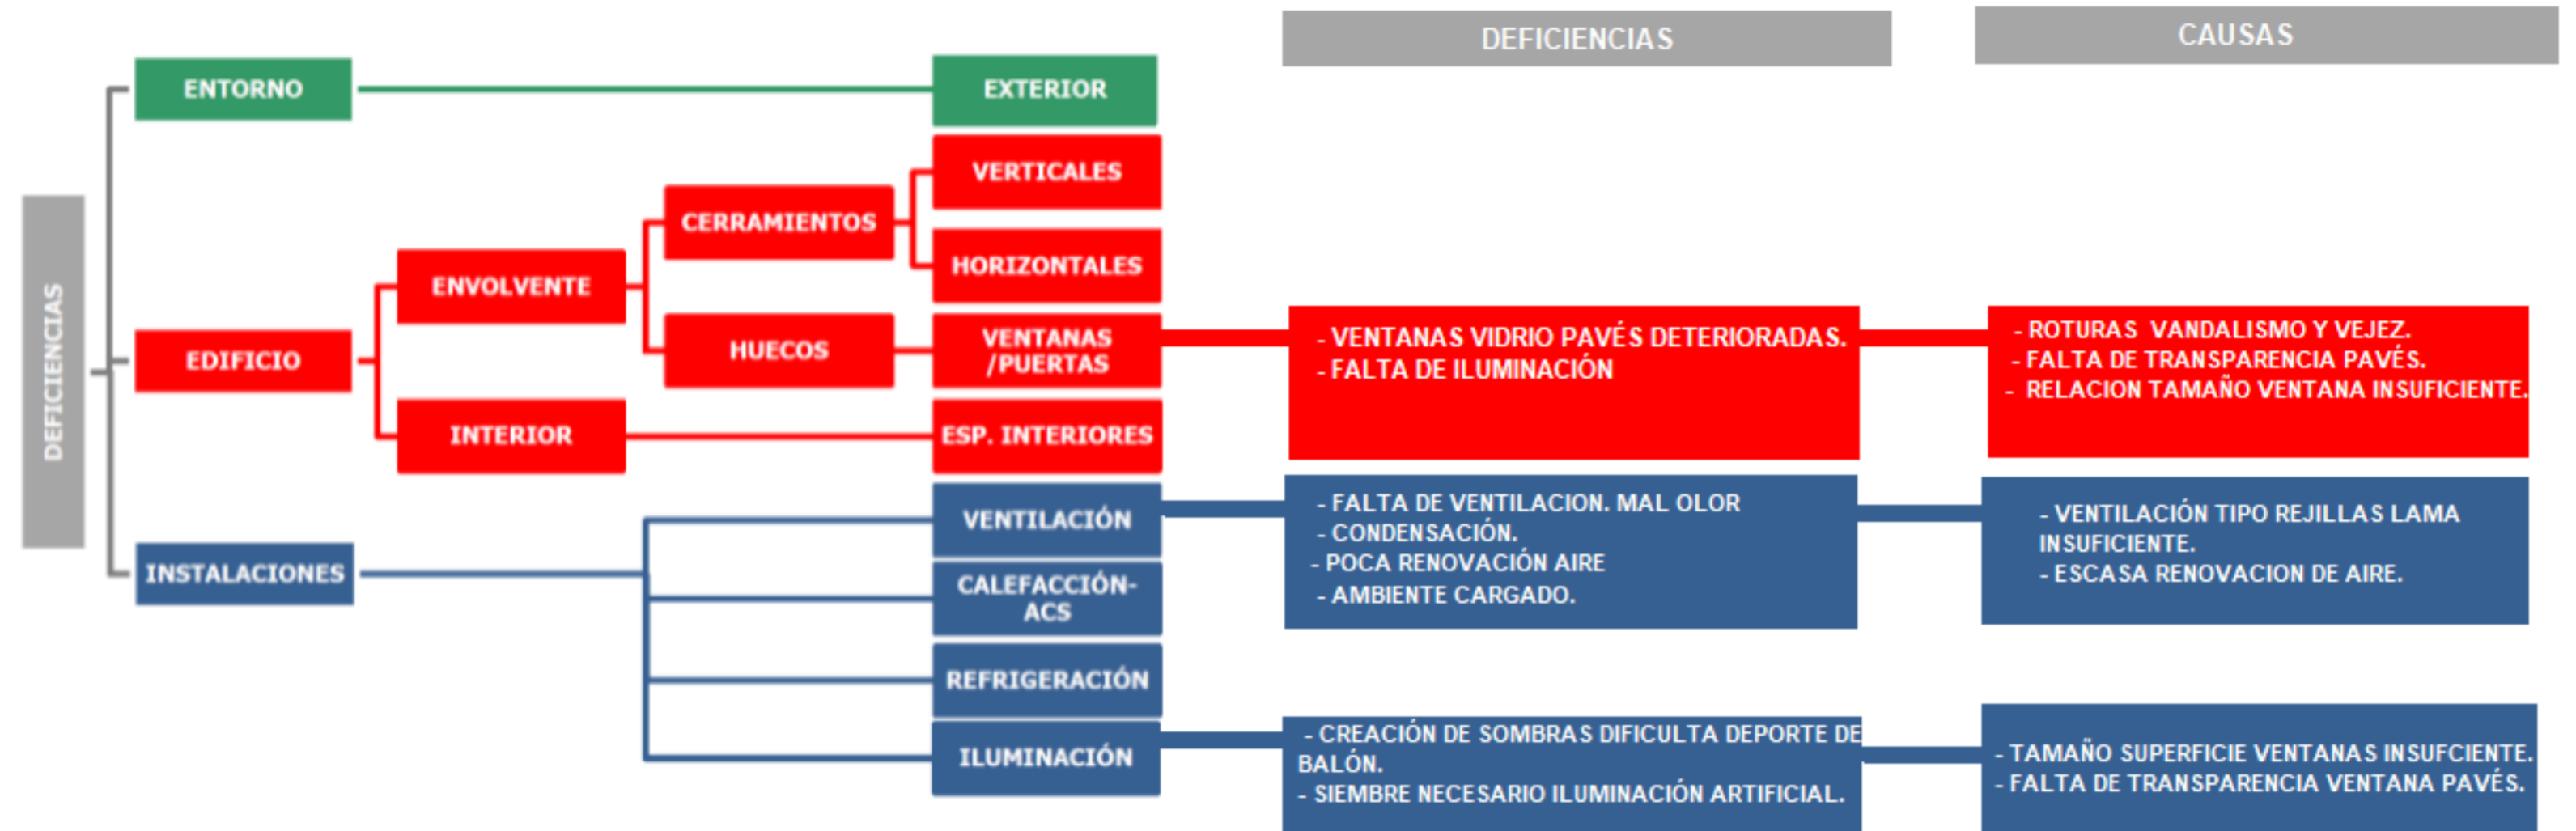 DEFICIENCIAS
CAUSAS
DEFICIENCIAS
ENTORNO
EXTERIOR
EDIFICIO
ENVOLVENTE
CERRAMIENTOS
VERTICALES
HORIZONTALES
HUECOS
VENTANAS
/PUERTAS
- VENTANAS VIDRIO PAVÉS DETERIORADAS.
- FALTA DE ILUMINACIÓN
- ROTURAS VANDALISMO Y VEJEZ.
- FALTA DE TRANSPARENCIA PAVÉS.
- RELACION TAMAÑO VENTANA INSUFICIENTE.
INTERIOR
ESP. INTERIORES
INSTALACIONES
VENTILACIÓN
- FALTA DE VENTILACION. MAL OLOR
- CONDENSACIÓN.
- POCA RENOVACIÓN AIRE
- AMBIENTE CARGADO.
- VENTILACIÓN TIPO REJILLAS LAMA
INSUFICIENTE.
- ESCASA RENOVACION DE AIRE.
CALEFACCIÓN-
ACS
REFRIGERACIÓN
ILUMINACIÓN
- CREACIÓN DE SOMBRAS DIFICULTA DEPORTE DE
BALÓN.
- SIEMBRE NECESARIO ILUMINACIÓN ARTIFICIAL.
- TAMAÑO SUPERFICIE VENTANAS INSUFCIENTE.
- FALTA DE TRANSPARENCIA VENTANA PAVÉS.